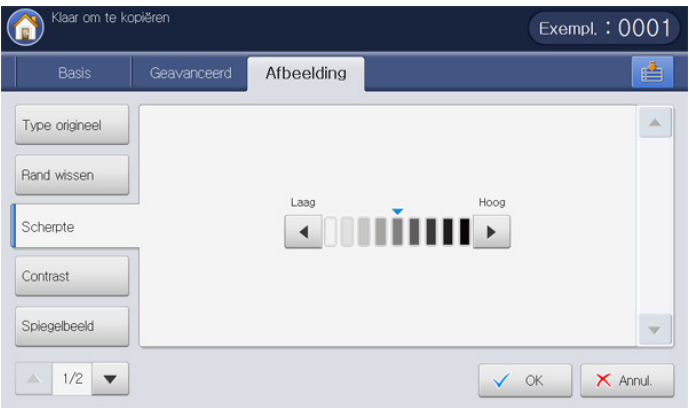 Klaar om te kopiëren
Exempl. : 0001
Basis
Geavanceerd
Afbeelding
Type origineel
Rand wissen
Scherpte
Contrast
Spiegelbeeld
Laag
Hoog
1/2
OK
Annul.